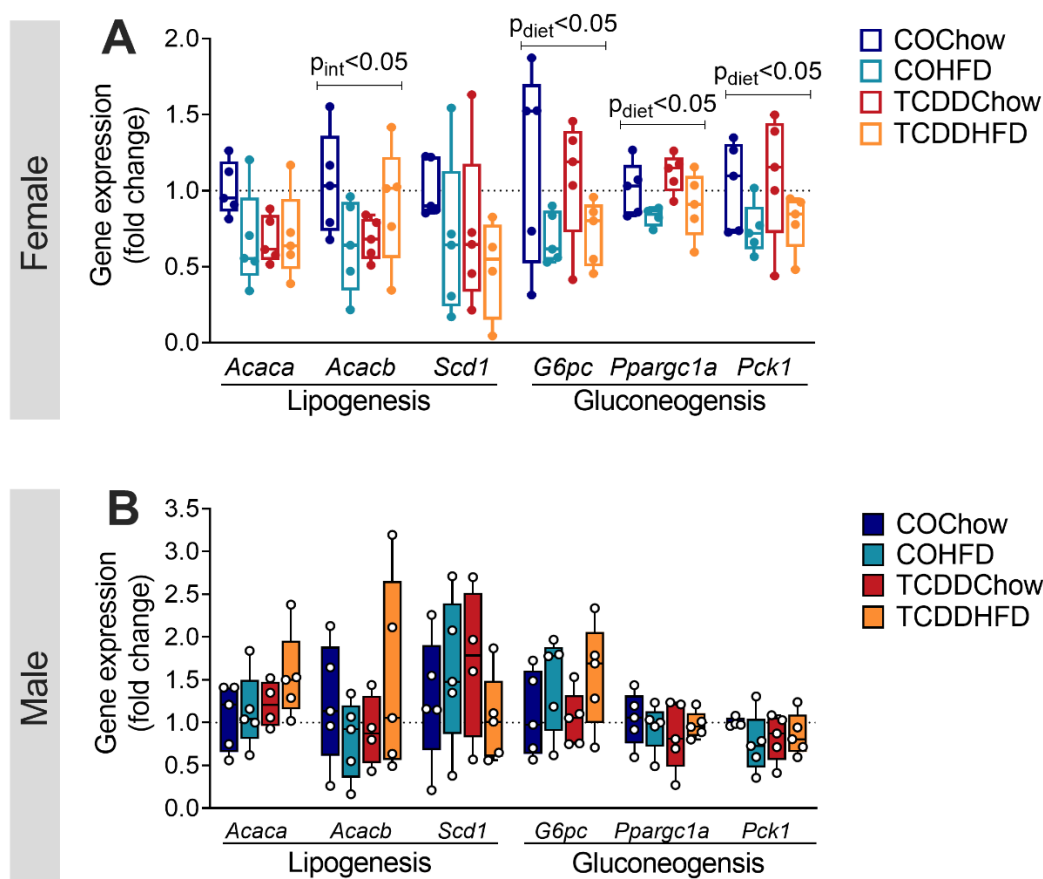 Female
A
Gene expression
(fold change)
2.0
1.5
1.0
0.5
0.0
pint<0.05
pdiet<0.05
pdiet<0.05
pdiet<0.05
COChow
COHFD
TCDDChow
TCDDHFD
Acaca Acacb Scd1 G6pc Ppargc1a Pck1
Lipogenesis Gluconeogensis
Male
B
Gene expression
(fold change)
3.5
3.0
2.5
2.0
1.5
1.0
0.5
0.0
COChow
COHFD
TCDDChow
TCDDHFD
Acaca Acacb Scd1 G6pc Ppargc1a Pck1
Lipogenesis Gluconeogensis